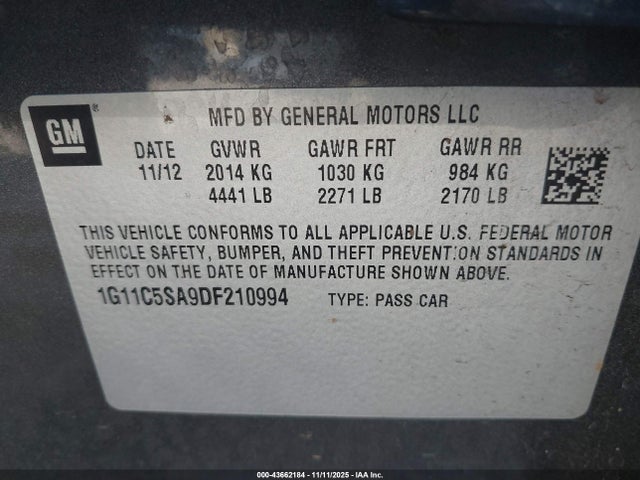 GM
MFD BY GENERAL MOTORS LLC
DATE GVWR GAWR FRT GAWR RR
11/12 2014 KG 1030 KG 984 KG
4441 LB 2271 LB 2170 LB
THIS VEHICLE CONFORMS TO ALL APPLICABLE U.S. FEDERAL MOTOR
VEHICLE SAFETY, BUMPER, AND THEFT PREVENTION STANDARDS IN
EFFECT ON THE DATE OF MANUFACTURE SHOWN ABOVE.
1G11C5SA9DF210994 TYPE: PASS CAR
000-43662184 - 11/11/2025 - IAA Inc.